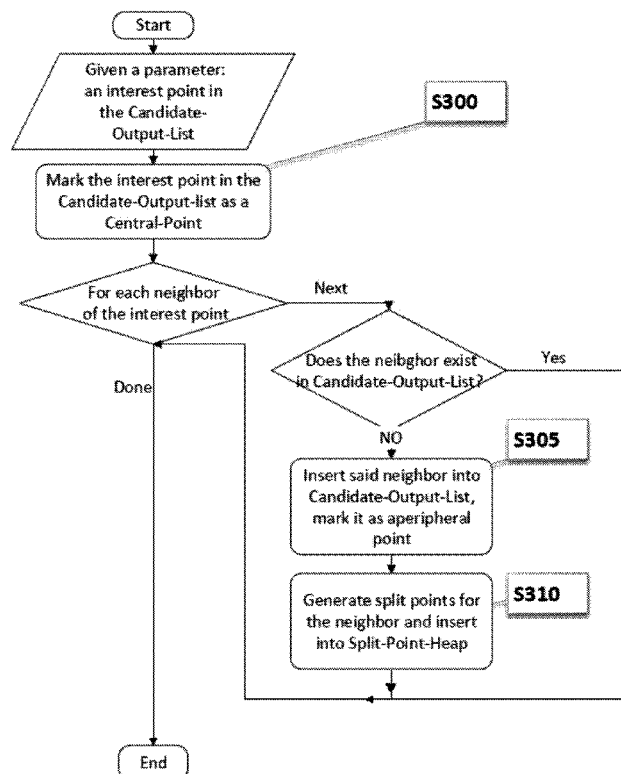 Start
Given a parameter:
an interest point in
the Candidate-
Output-List
S300
Mark the interest point in the
Candidate-Output-list as a
Central-Point
For each neighbor
of the interest point
Next
Does the neibghor exist
in Candidate-Output-List?
Yes
Done
NO
S305
Insert said neighbor into
Candidate-Output-List,
mark it as aperipheral
point
S310
Generate split points for
the neighbor and insert
into Split-Point-Heap
End